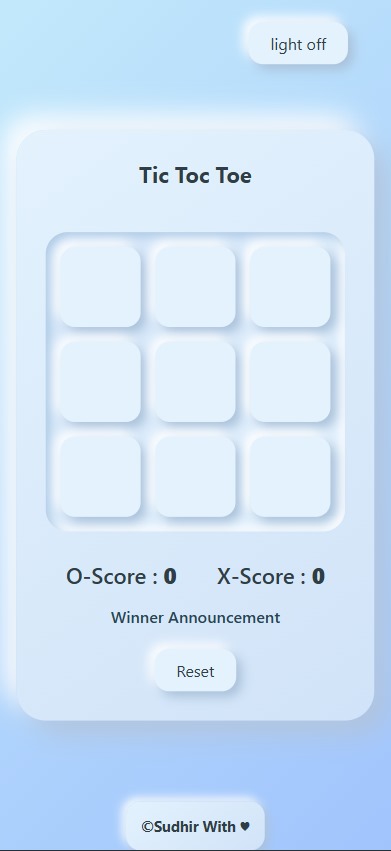 light off
Tic Toc Toe
O-Score : 0 X-Score : 0
Winner Announcement
Reset
©Sudhir With ♥